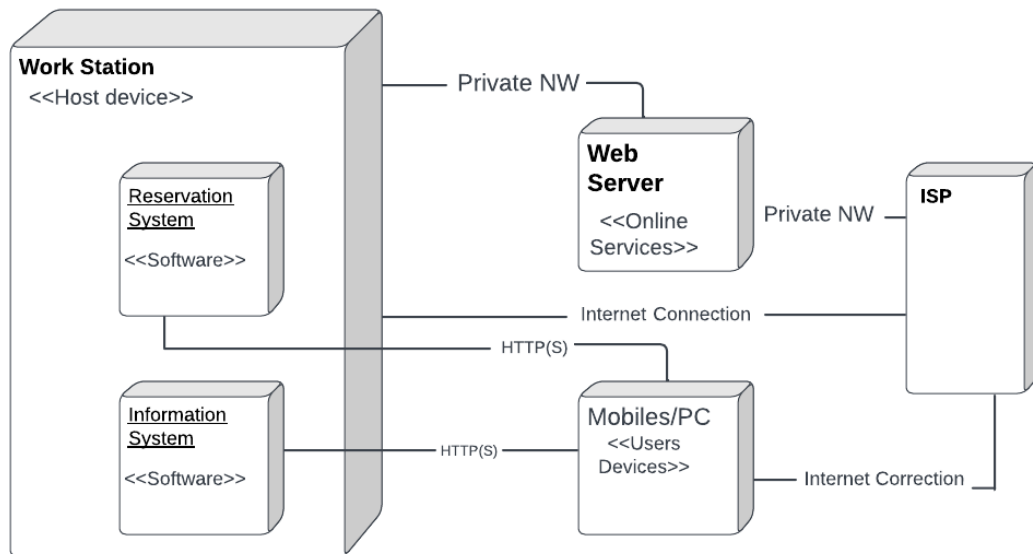 Work Station
<<Host device>>
Private NW
Web
Server
<<Online
Services>>
Private NW
ISP
Reservation
System
<<Software>>
Internet Connection
HTTP(S)
Information
System
<<Software>>
HTTP(S)
Mobiles/PC
<<Users
Devices>>
Internet Correction